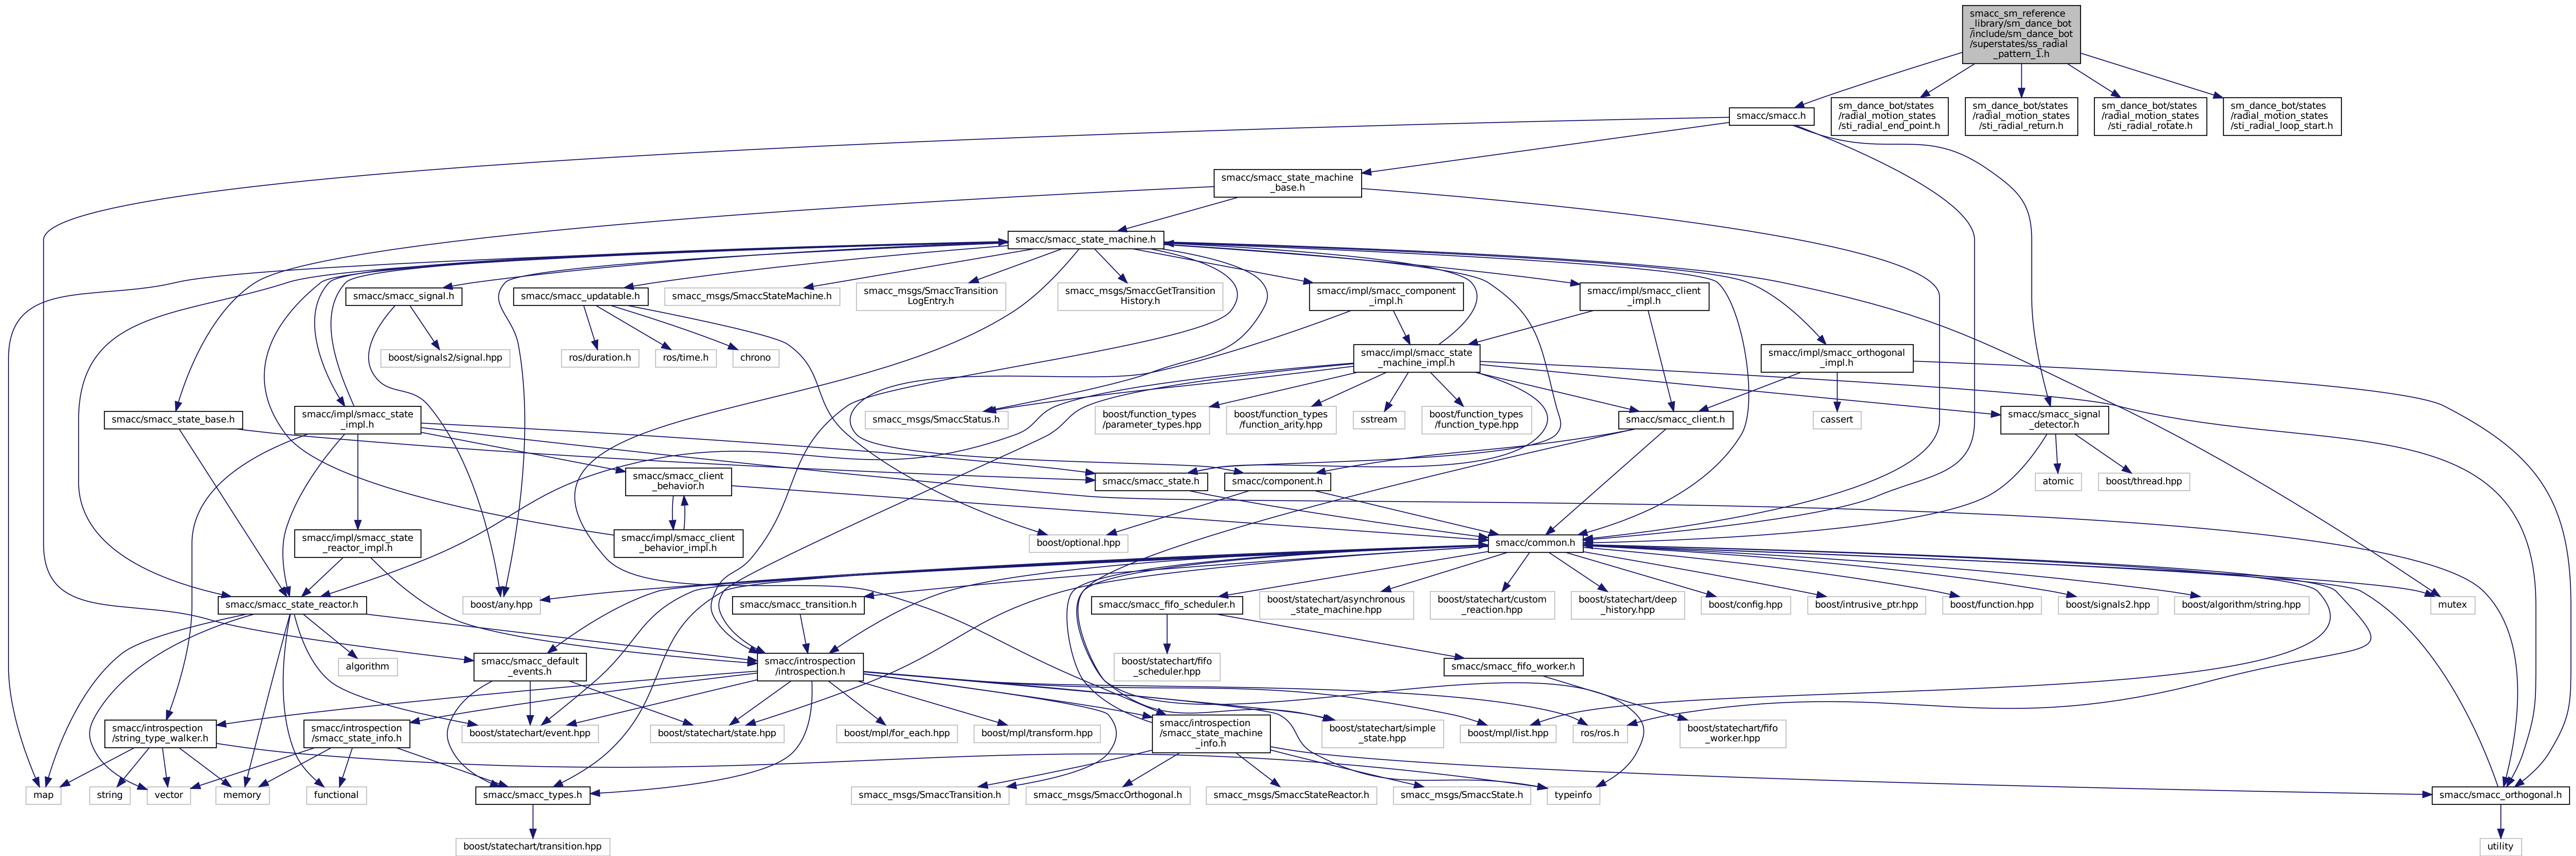 smacc_sm_reference
_library/sm_dance_bot
/include/sm_dance_bot
/superstates/ss_radial
_pattern_1.h
smacc/smacc.h
sm_dance_bot/states
/radial_motion_states
/sti_radial_end_point.h
sm_dance_bot/states
/radial_motion_states
/sti_radial_return.h
sm_dance_bot/states
/radial_motion_states
/sti_radial_rotate.h
sm_dance_bot/states
/radial_motion_states
/sti_radial_loop_start.h
smacc/smacc_state_machine
_base.h
smacc/smacc_state_machine.h
smacc/smacc_signal.h
smacc/smacc_updatable.h
smacc_msgs/SmaccStateMachine.h
smacc_msgs/SmaccTransition
LogEntry.h
smacc_msgs/SmaccGetTransition
History.h
smacc/impl/smacc_component
_impl.h
smacc/impl/smacc_client
_impl.h
boost/signals2/signal.hpp
ros/duration.h
ros/time.h
chrono
smacc/impl/smacc_state
_machine_impl.h
smacc/impl/smacc_orthogonal
_impl.h
smacc/smacc_state_base.h
smacc/impl/smacc_state
_impl.h
smacc_msgs/SmaccStatus.h
boost/function_types
/parameter_types.hpp
boost/function_types
/function_arity.hpp
sstream
boost/function_types
/function_type.hpp
smacc/smacc_client.h
cassert
smacc/smacc_signal
_detector.h
smacc/smacc_client
_behavior.h
smacc/smacc_state.h
smacc/component.h
atomic
boost/thread.hpp
smacc/impl/smacc_state
_reactor_impl.h
smacc/impl/smacc_client
_behavior_impl.h
boost/optional.hpp
smacc/common.h
smacc/smacc_state_reactor.h
boost/any.hpp
smacc/smacc_transition.h
smacc/smacc_fifo_scheduler.h
boost/statechart/asynchronous
_state_machine.hpp
boost/statechart/custom
_reaction.hpp
boost/statechart/deep
_history.hpp
boost/config.hpp
boost/intrusive_ptr.hpp
boost/function.hpp
boost/signals2.hpp
boost/algorithm/string.hpp
mutex
algorithm
smacc/smacc_default
_events.h
smacc/introspection
/introspection.h
boost/statechart/fifo
_scheduler.hpp
smacc/smacc_fifo_worker.h
smacc/introspection
/string_type_walker.h
smacc/introspection
/smacc_state_info.h
boost/statechart/event.hpp
boost/statechart/state.hpp
boost/mpl/for_each.hpp
boost/mpl/transform.hpp
smacc/introspection
/smacc_state_machine
_info.h
boost/statechart/simple
_state.hpp
boost/mpl/list.hpp
ros/ros.h
boost/statechart/fifo
_worker.hpp
map
string
vector
memory
functional
smacc/smacc_types.h
smacc_msgs/SmaccTransition.h
smacc_msgs/SmaccOrthogonal.h
smacc_msgs/SmaccStateReactor.h
smacc_msgs/SmaccState.h
typeinfo
smacc/smacc_orthogonal.h
boost/statechart/transition.hpp
utility